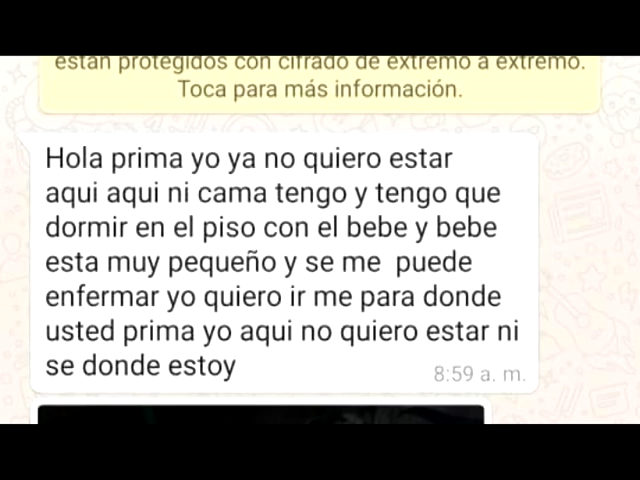 están protegidos con cifrado de extremo a extremo.
Toca para más información.
Hola prima yo ya no quiero estar
aqui aqui ni cama tengo y tengo que
dormir en el piso con el bebe y bebe
esta muy pequeño y se me puede
enfermar yo quiero ir me para donde
usted prima yo aqui no quiero estar ni
se donde estoy
8:59 a. m.